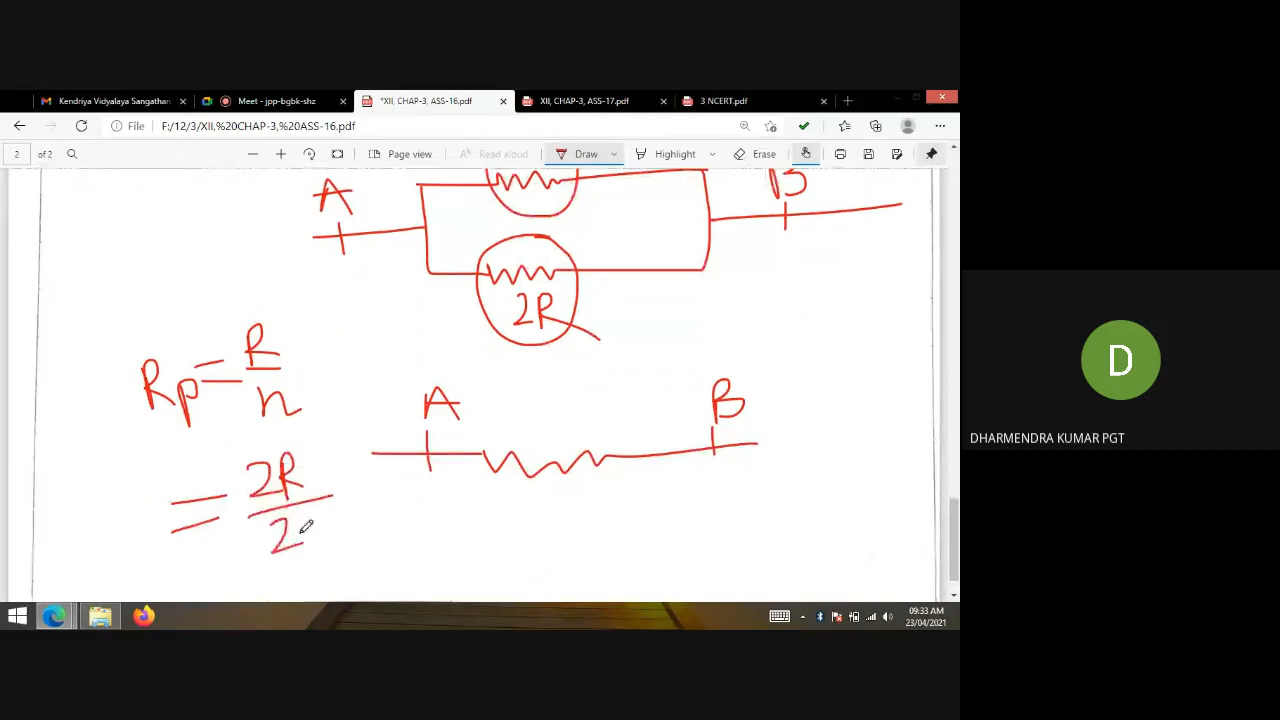 Kendriya Vidyalaya Sangathan
Meet - jpp-bgbk-shz
*XII, CHAP-3, ASS-16.pdf
XII, CHAP-3, ASS-17.pdf
3 NCERT.pdf
File
F:/12/3/XII,%20CHAP-3,%20ASS-16.pdf
2 of 2
Page view
Read aloud
Draw
Highlight
Erase
A
B
2R
Rp = R/n
A
B
= 2R/2
D
DHARMENDRA KUMAR PGT
09:33 AM
23/04/2021